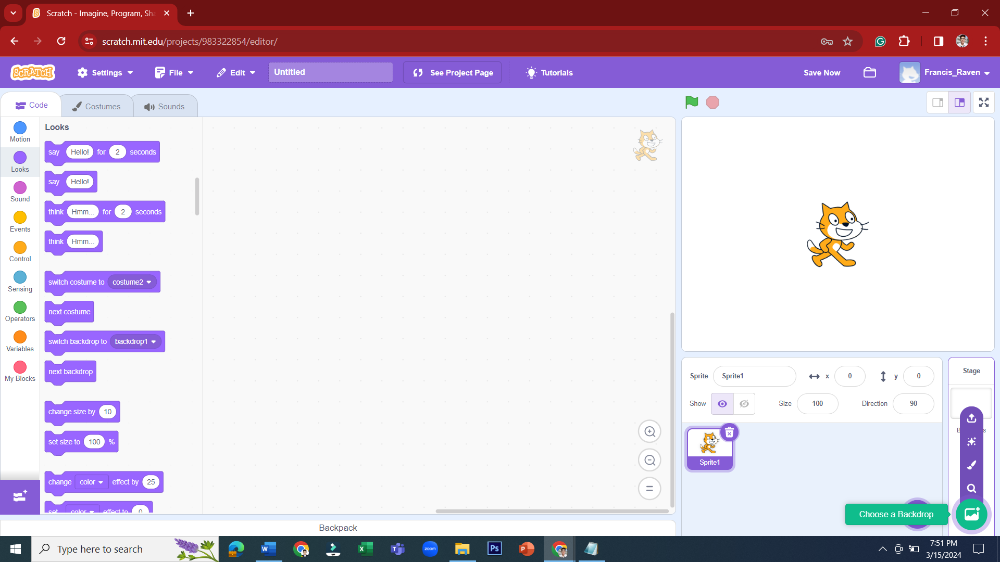 Scratch - Imagine, Program, Sha
scratch.mit.edu/projects/983322854/editor/
SCRATCH
Settings
File
Edit
Untitled
See Project Page
Tutorials
Save Now
Francis_Raven
Code
Costumes
Sounds
Motion
Looks
Sound
Events
Control
Sensing
Operators
Variables
My Blocks
Looks
say Hello! for 2 seconds
say Hello!
think Hmm... for 2 seconds
think Hmm...
switch costume to costume2
next costume
switch backdrop to backdrop1
next backdrop
change size by 10
set size to 100 %
change color effect by 25
set color effect to 0
Backpack
Sprite Sprite1 x 0 y 0
Show Size 100 Direction 90
Sprite1
Stage
Choose a Backdrop
Type here to search
W
X
zoom
Ps
P
7:51 PM
3/15/2024